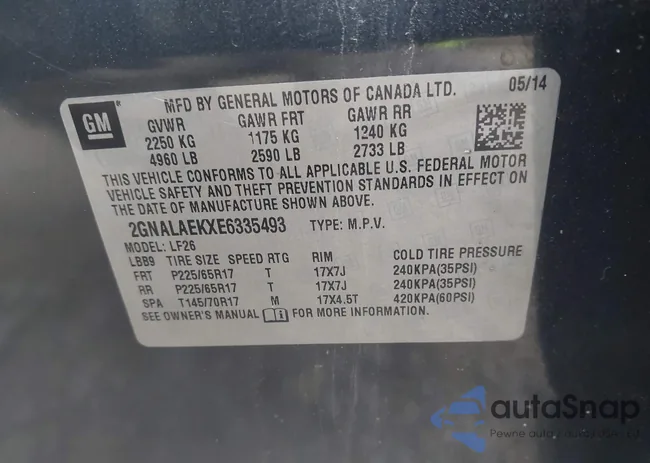 MFD BY GENERAL MOTORS OF CANADA LTD. 05/14
GM
GVWR GAWR FRT GAWR RR
2250 KG 1175 KG 1240 KG
4960 LB 2590 LB 2733 LB
THIS VEHICLE CONFORMS TO ALL APPLICABLE U.S. FEDERAL MOTOR
VEHICLE SAFETY AND THEFT PREVENTION STANDARDS IN EFFECT ON
THE DATE OF MANUFACTURE SHOWN ABOVE.
2GNALAEKXE6335493 TYPE: M.P.V.
MODEL: LF26
LBB9 TIRE SIZE SPEED RTG RIM COLD TIRE PRESSURE
FRT P225/65R17 T 17X7J 240KPA(35PSI)
RR P225/65R17 T 17X7J 240KPA(35PSI)
SPA T145/70R17 M 17X4.5T 420KPA(60PSI)
SEE OWNER'S MANUAL FOR MORE INFORMATION.
autaSnap
Pewne auta z